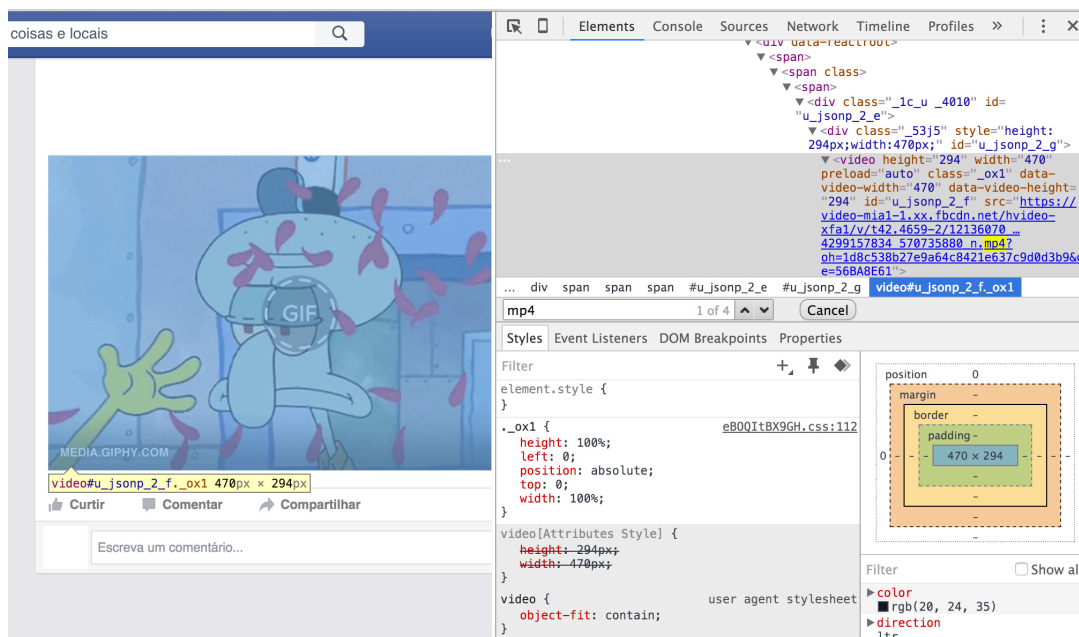 coisas e locais
GIF
MEDIA.GIPHY.COM
video#u_jsonp_2_f._ox1 470px × 294px
Curtir Comentar Compartilhar
Escreva um comentário...
Elements Console Sources Network Timeline Profiles »
▼<div data-reactroot>
▼<span>
▼<span class>
▼<span>
▼<div class="_1c_u _4010" id=
"u_jsonp_2_e">
▼<div class="_53j5" style="height:
294px;width:470px;" id="u_jsonp_2_g">
...
▼<video height="294" width="470"
preload="auto" class="_ox1" data-
video-width="470" data-video-height=
"294" id="u_jsonp_2_f" src="https://
video-mia1-1.xx.fbcdn.net/hvideo-
xfa1/v/t42.4659-2/12136070_…
4299157834_570735880_n.mp4?
oh=1d8c538b27e9a64c8421e637c9d0d3b9&
e=56BA8E61">
... div span span span #u_jsonp_2_e #u_jsonp_2_g video#u_jsonp_2_f._ox1
mp4 1 of 4 Cancel
Styles Event Listeners DOM Breakpoints Properties
Filter
element.style {
}
._ox1 { eBOQItBX9GH.css:112
height: 100%;
left: 0;
position: absolute;
top: 0;
width: 100%;
}
video[Attributes Style] {
height: 294px;
width: 470px;
}
video { user agent stylesheet
object-fit: contain;
}
position 0
margin -
border -
padding -
0 - - - 470 × 294 - - -
-
-
-
-
Filter Show al
color
rgb(20, 24, 35)
direction
ltr